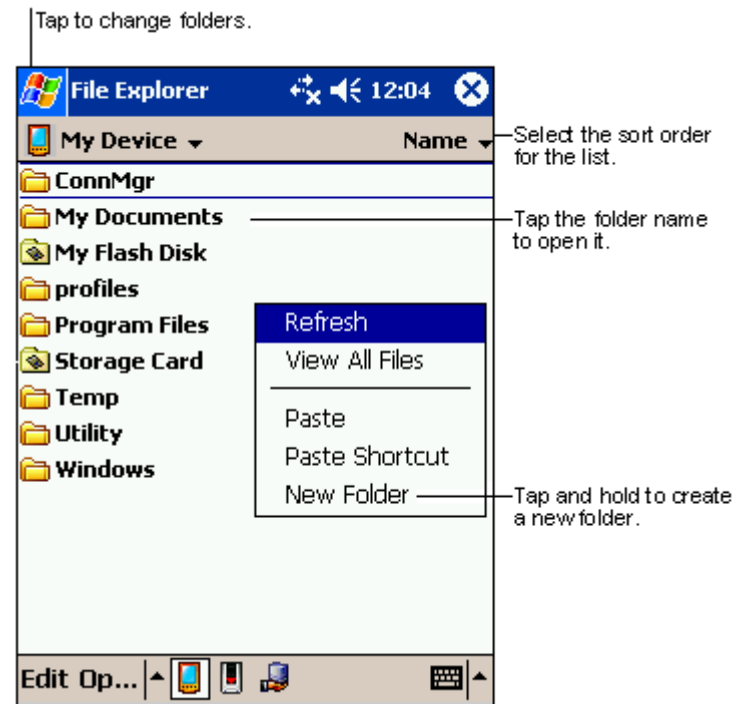 Tap to change folders.
File Explorer 12:04
My Device Name
Select the sort order
for the list.
ConnMgr
My Documents
Tap the folder name
to open it.
My Flash Disk
profiles
Program Files
Storage Card
Temp
Utility
Windows
Refresh
View All Files
Paste
Paste Shortcut
New Folder
Tap and hold to create
a new folder.
Edit Op...